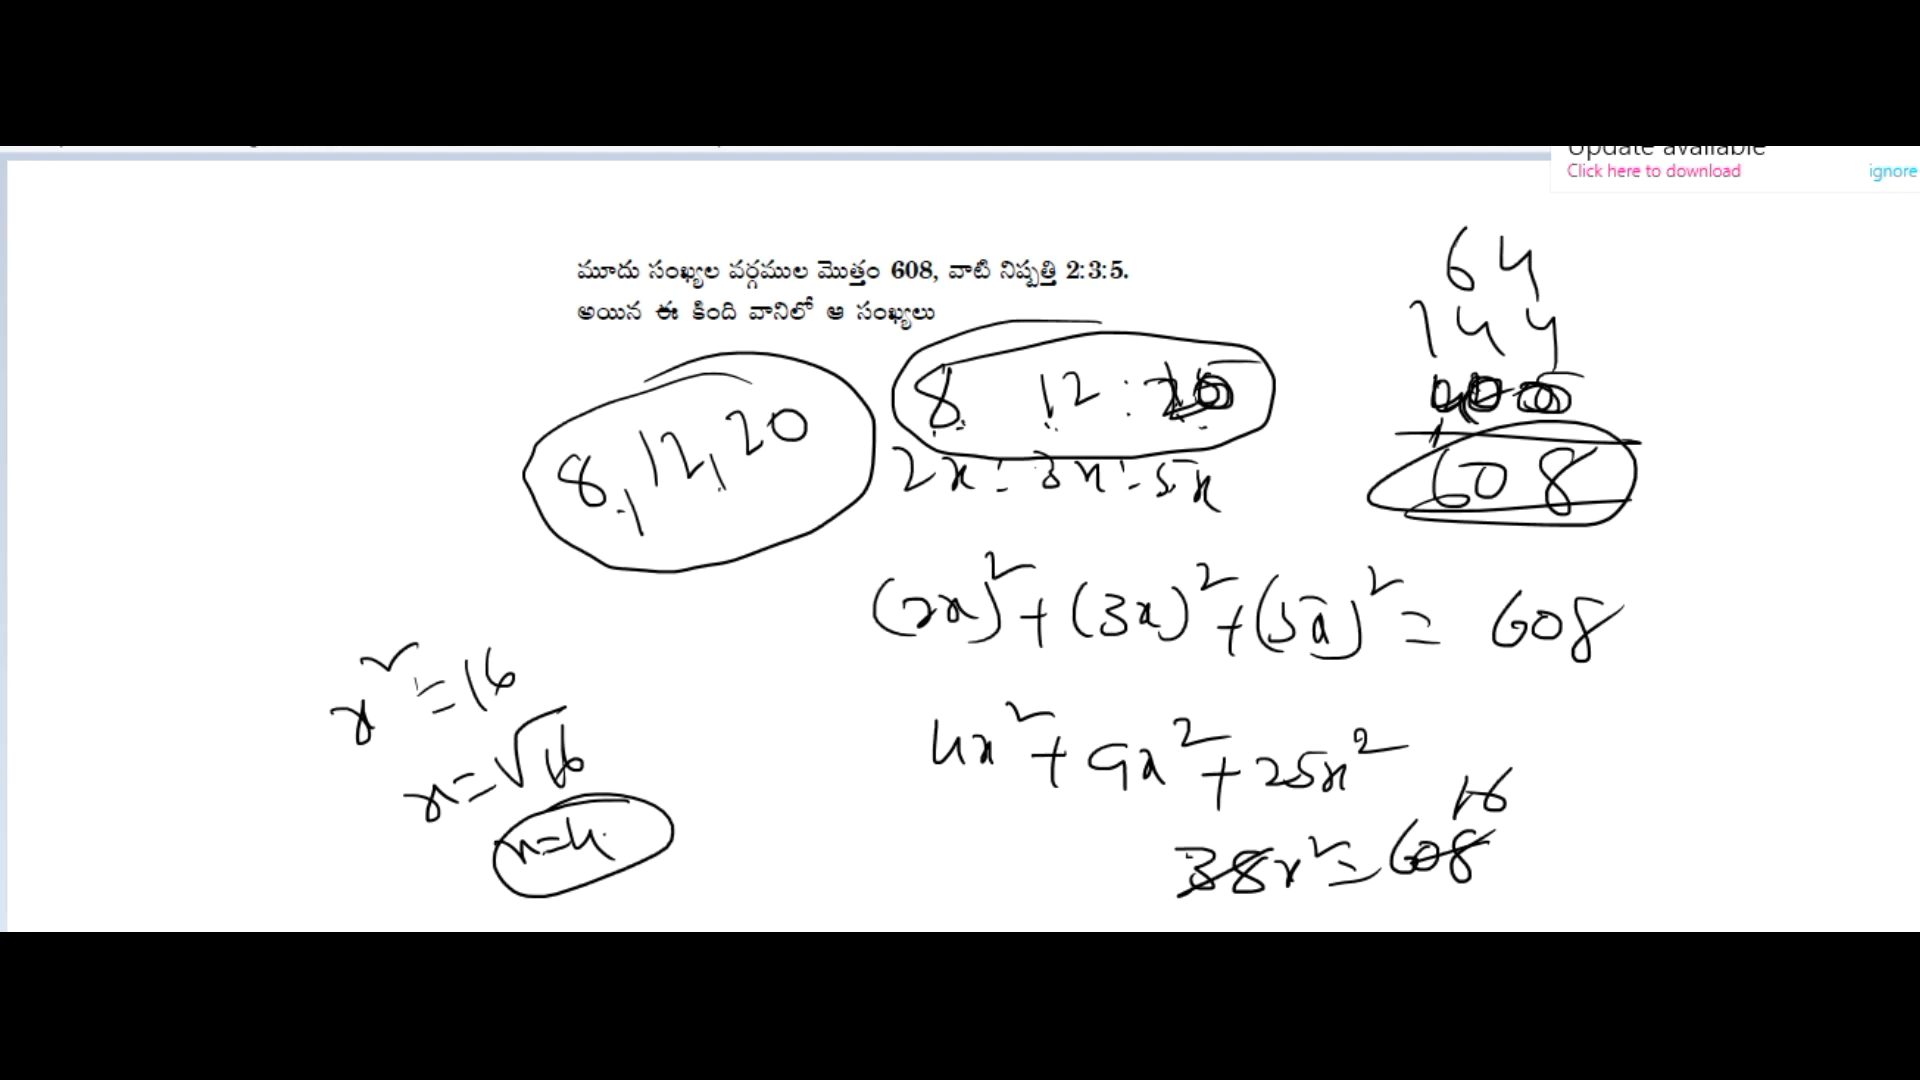 Update available
Click here to download ignore
మూడు సంఖ్యల వర్గముల మొత్తం 608, వాటి నిష్పత్తి 2:3:5.
అయిన ఈ కింది వానిలో ఆ సంఖ్యలు
64
144
400
608
8 12 : 20
8, 12, 20
2x : 3x : 5x
(2x)² + (3x)² + (5x)² = 608
x² = 16
4x² + 9x² + 25x²
x = √16
16
38x² = 608
x = 4